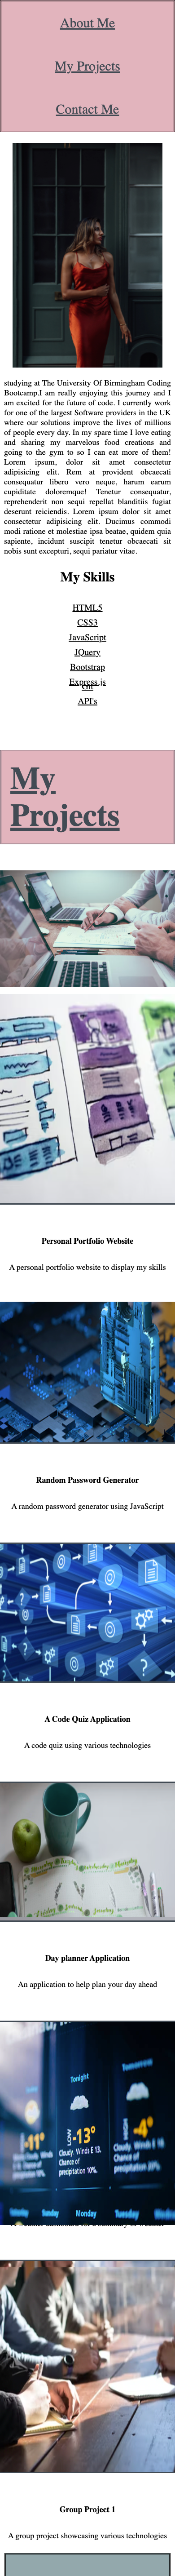 About Me
My Projects
Contact Me
studying at The University Of Birmingham Coding
Bootcamp.I am really enjoying this journey and I
am excited for the future of code. I currently work
for one of the largest Software providers in the UK
where our solutions improve the lives of millions
of people every day. In my spare time I love eating
and sharing my marvelous food creations and
going to the gym to so I can eat more of them!
Lorem ipsum, dolor sit amet consectetur
adipisicing elit. Rem at provident obcaecati
consequatur libero vero neque, harum earum
cupiditate doloremque! Tenetur consequatur,
reprehenderit non sequi repellat blanditiis fugiat
deserunt reiciendis. Lorem ipsum dolor sit amet
consectetur adipisicing elit. Ducimus commodi
modi ratione et molestiae ipsa beatae, quidem quia
sapiente, incidunt suscipit tenetur obcaecati sit
nobis sunt excepturi, sequi pariatur vitae.
My Skills
HTML5
CSS3
JavaScript
JQuery
Bootstrap
Express.js
Git
API's
My
Projects
Personal Portfolio Website
A personal portfolio website to display my skills
Random Password Generator
A random password generator using JavaScript
A Code Quiz Application
A code quiz using various technologies
Day planner Application
An application to help plan your day ahead
Tonight
Tomorrow
LOW
-11°
-13°
-4°
Cloudy. Winds E 13.
Chance of
precipitation 10%.
Sunday
Monday
Tuesday
Group Project 1
A group project showcasing various technologies